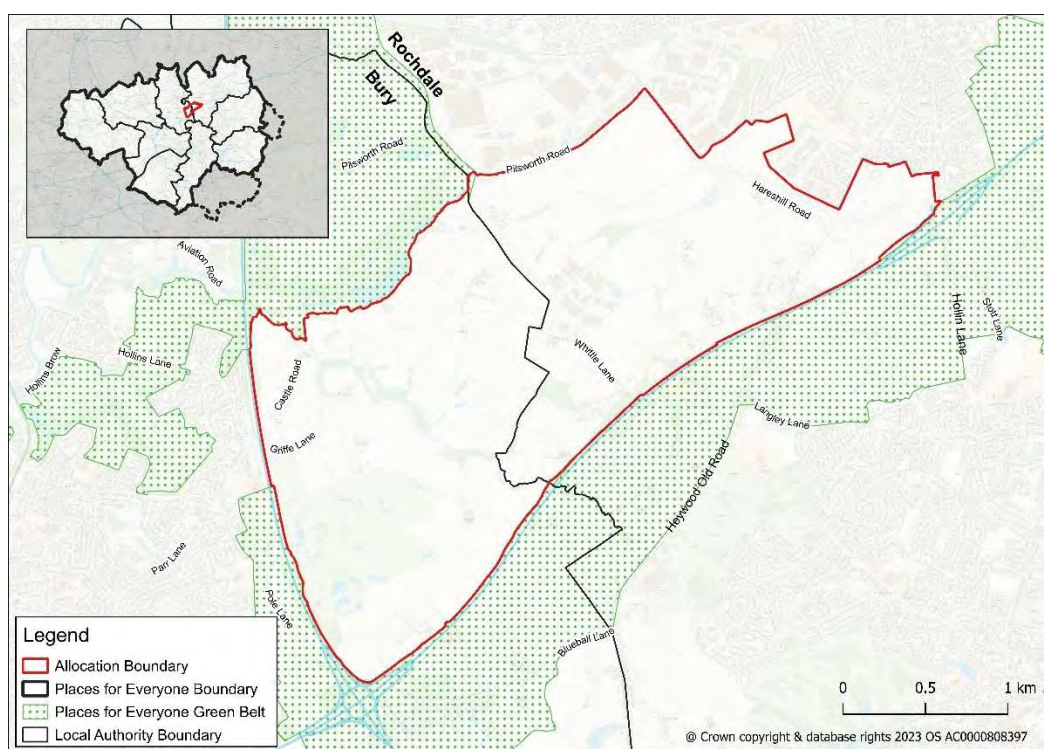 Rochdale
Bury
Pilsworth Road
Pilsworth Road
Hareshill Road
Aviation Road
Hollins Lane
Hollins Brow
Castle Road
Griffe Lane
Whittle Lane
Hollin Lane
Stott Lane
Langley Lane
Heywood Old Road
Parr Lane
Pole Lane
Blueball Lane
Legend
Allocation Boundary
Places for Everyone Boundary
Places for Everyone Green Belt
Local Authority Boundary
0 0.5 1 km
@ Crown copyright & database rights 2023 OS AC0000808397